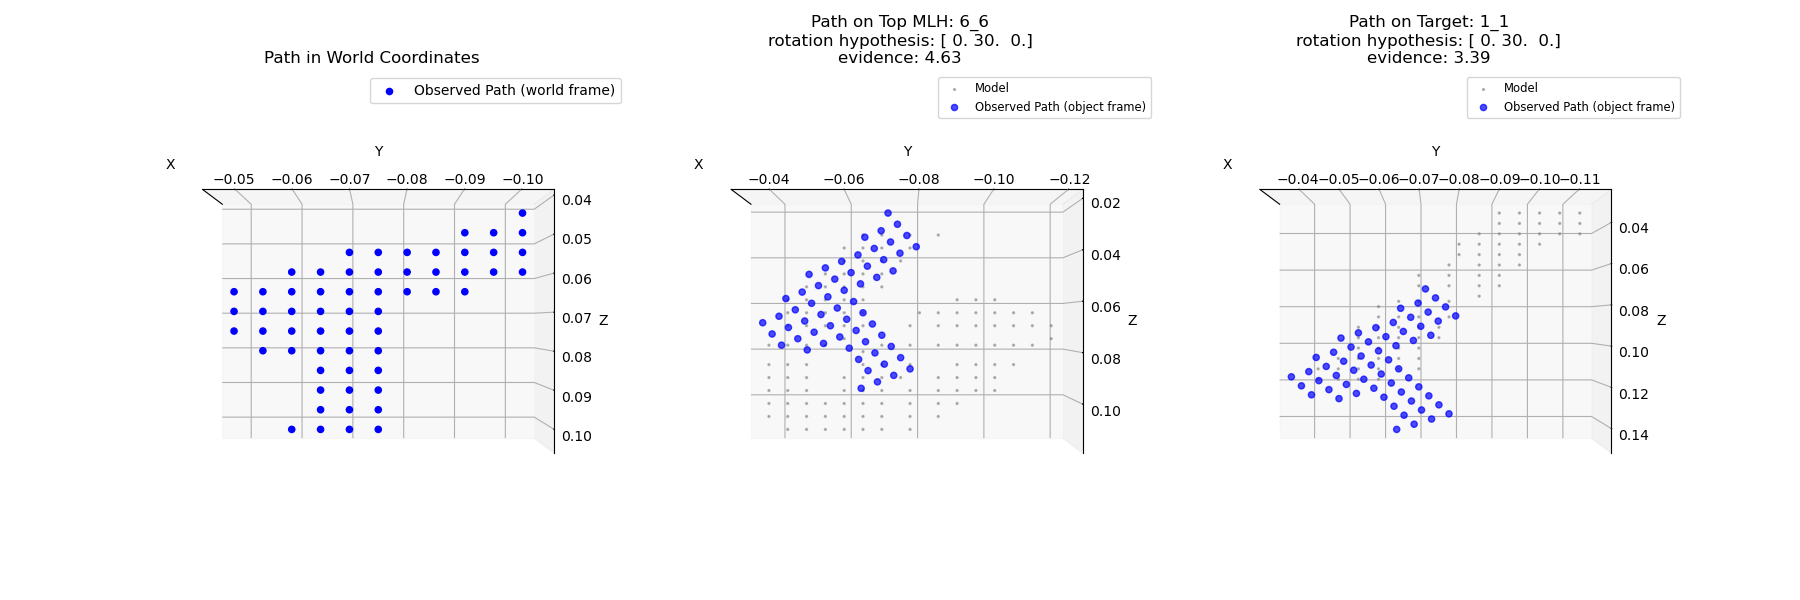 Path in World Coordinates
Observed Path (world frame)
X
Y
−0.05 −0.06 −0.07 −0.08 −0.09 −0.10
0.04
0.05
0.06
0.07
Z
0.08
0.09
0.10
Path on Top MLH: 6_6
rotation hypothesis: [ 0. 30. 0.]
evidence: 4.63
Model
Observed Path (object frame)
X
Y
−0.04 −0.06 −0.08 −0.10 −0.12
0.02
0.04
0.06
Z
0.08
0.10
Path on Target: 1_1
rotation hypothesis: [ 0. 30. 0.]
evidence: 3.39
Model
Observed Path (object frame)
X
Y
−0.04−0.05−0.06−0.07−0.08−0.09−0.10−0.11
0.04
0.06
0.08
Z
0.10
0.12
0.14